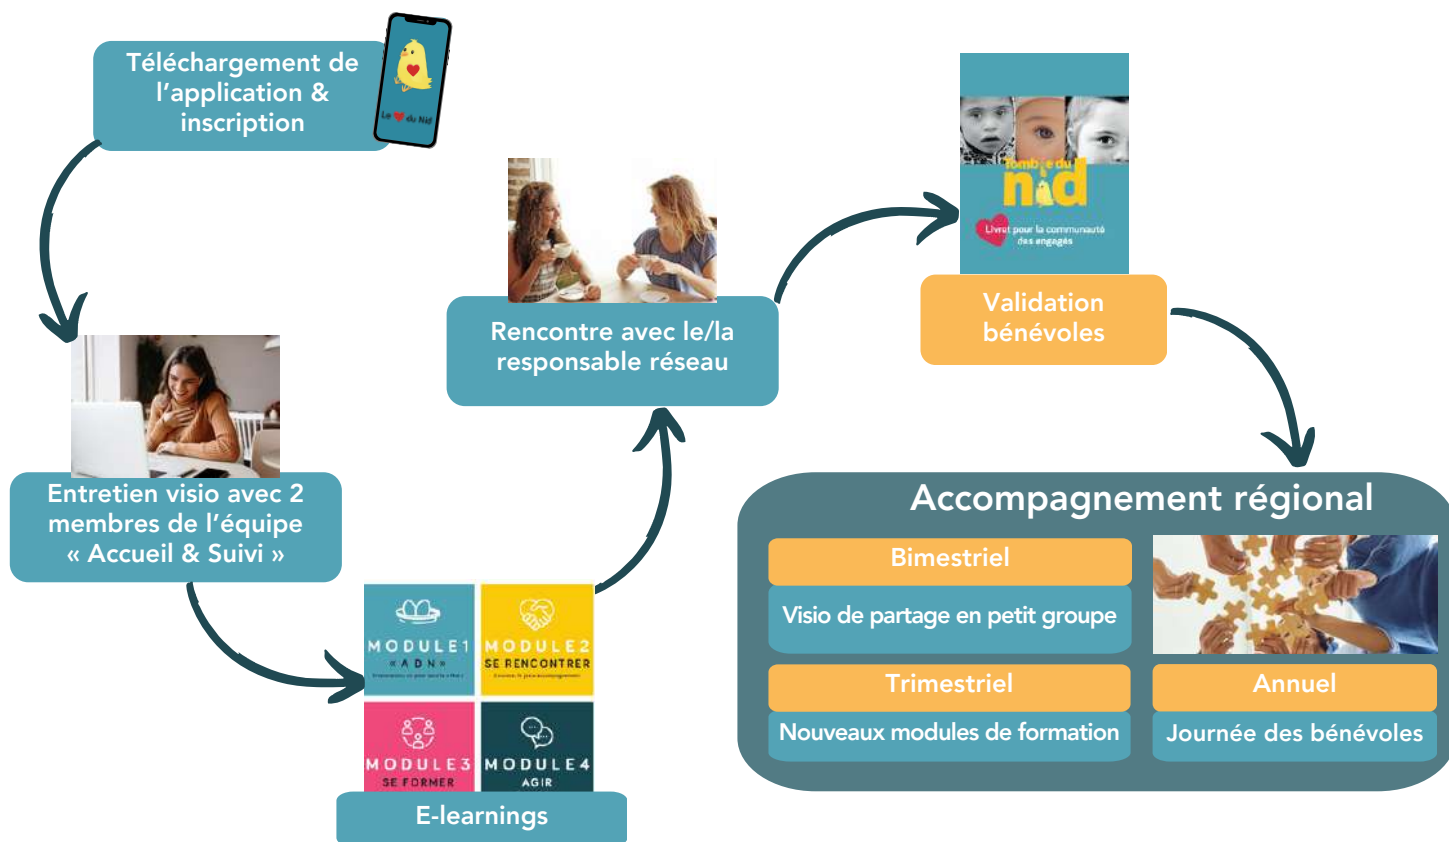 Téléchargement de
l'application &
inscription
Le du Nid
Entretien visio avec 2
membres de l'équipe
« Accueil & Suivi »
MODULE1
«ADN»
MODULE2
SE RENCONTRER
MODULE3
SE FORMER
MODULE4
AGIR
E-learnings
Rencontre avec le/la
responsable réseau
Tombée du
nid
Livret pour la communauté
des engagés
Validation
bénévoles
Accompagnement régional
Bimestriel
Visio de partage en petit groupe
Trimestriel
Nouveaux modules de formation
Annuel
Journée des bénévoles